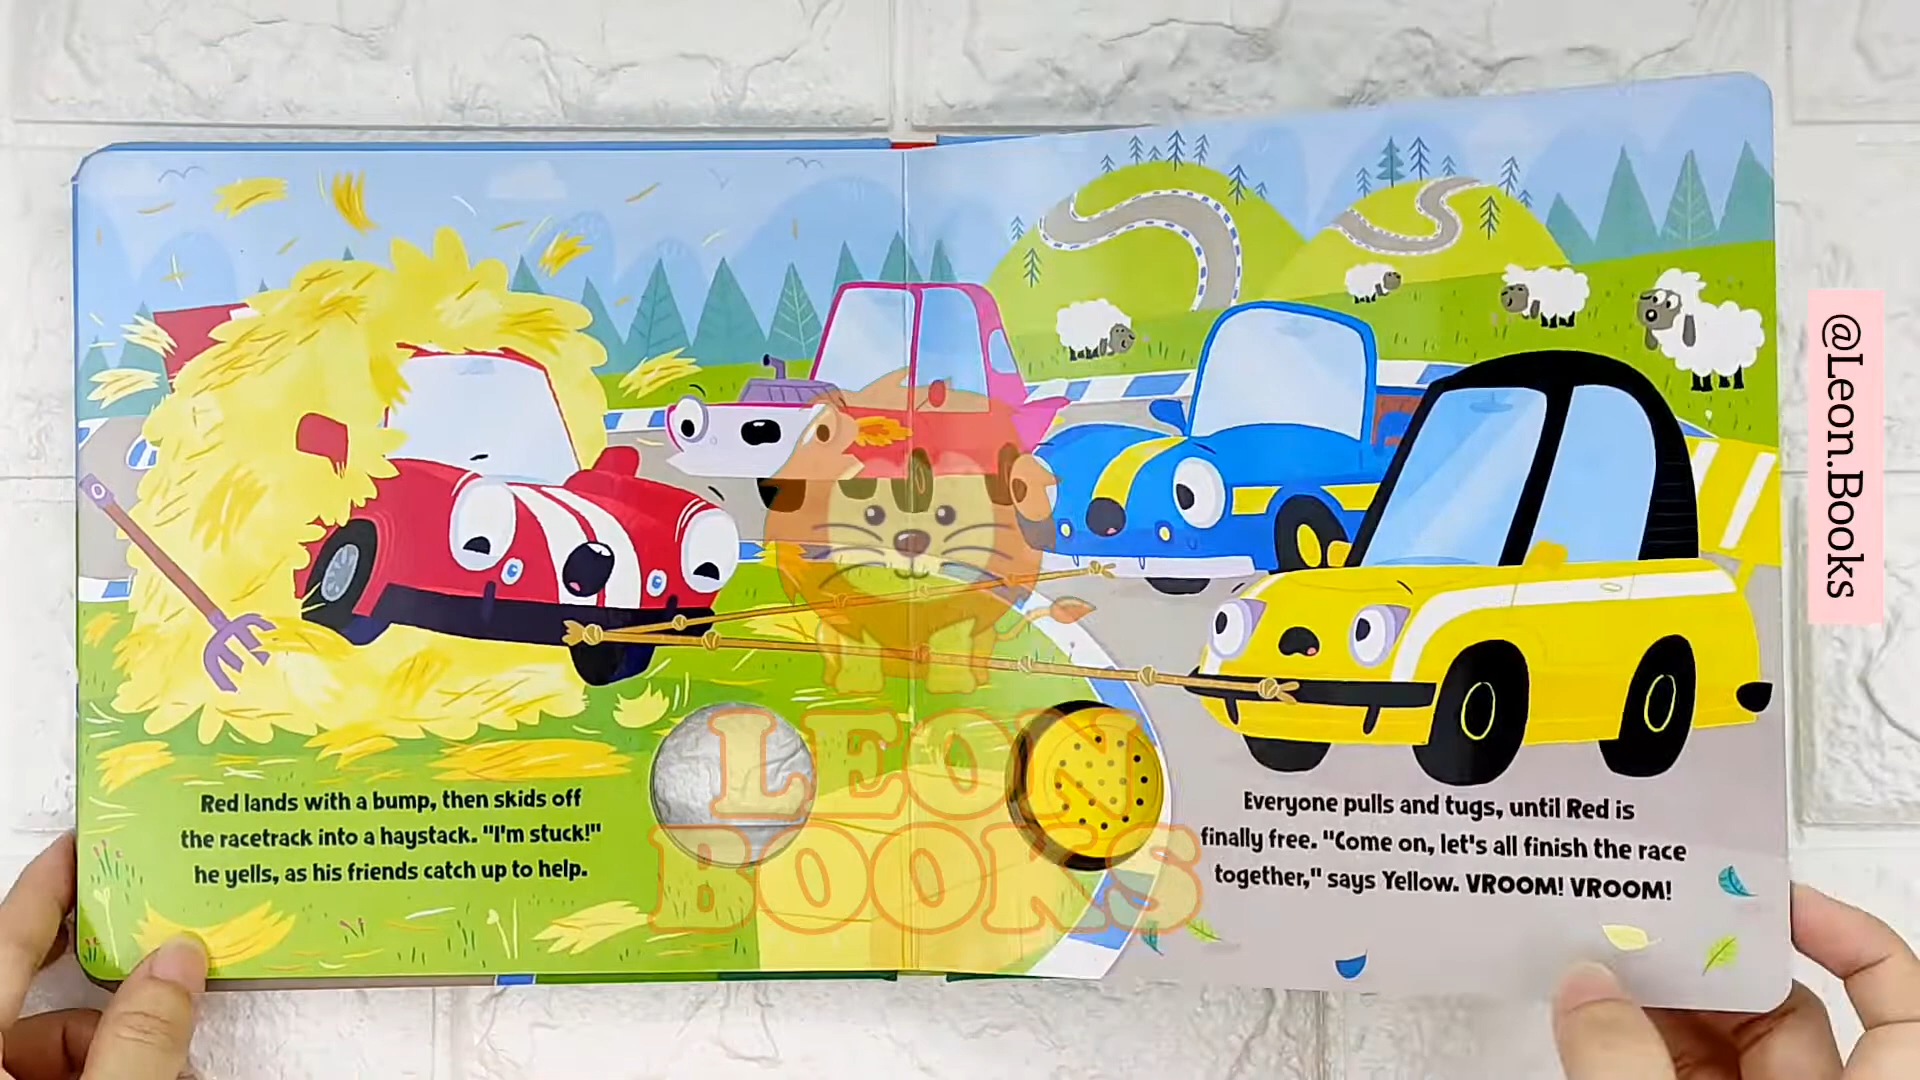 Red lands with a bump, then skids off
the racetrack into a haystack. "I'm stuck!"
he yells, as his friends catch up to help.
Everyone pulls and tugs, until Red is
finally free. "Come on, let's all finish the race
together," says Yellow. VROOM! VROOM!
LEON
BOOKS
@Leon.Books